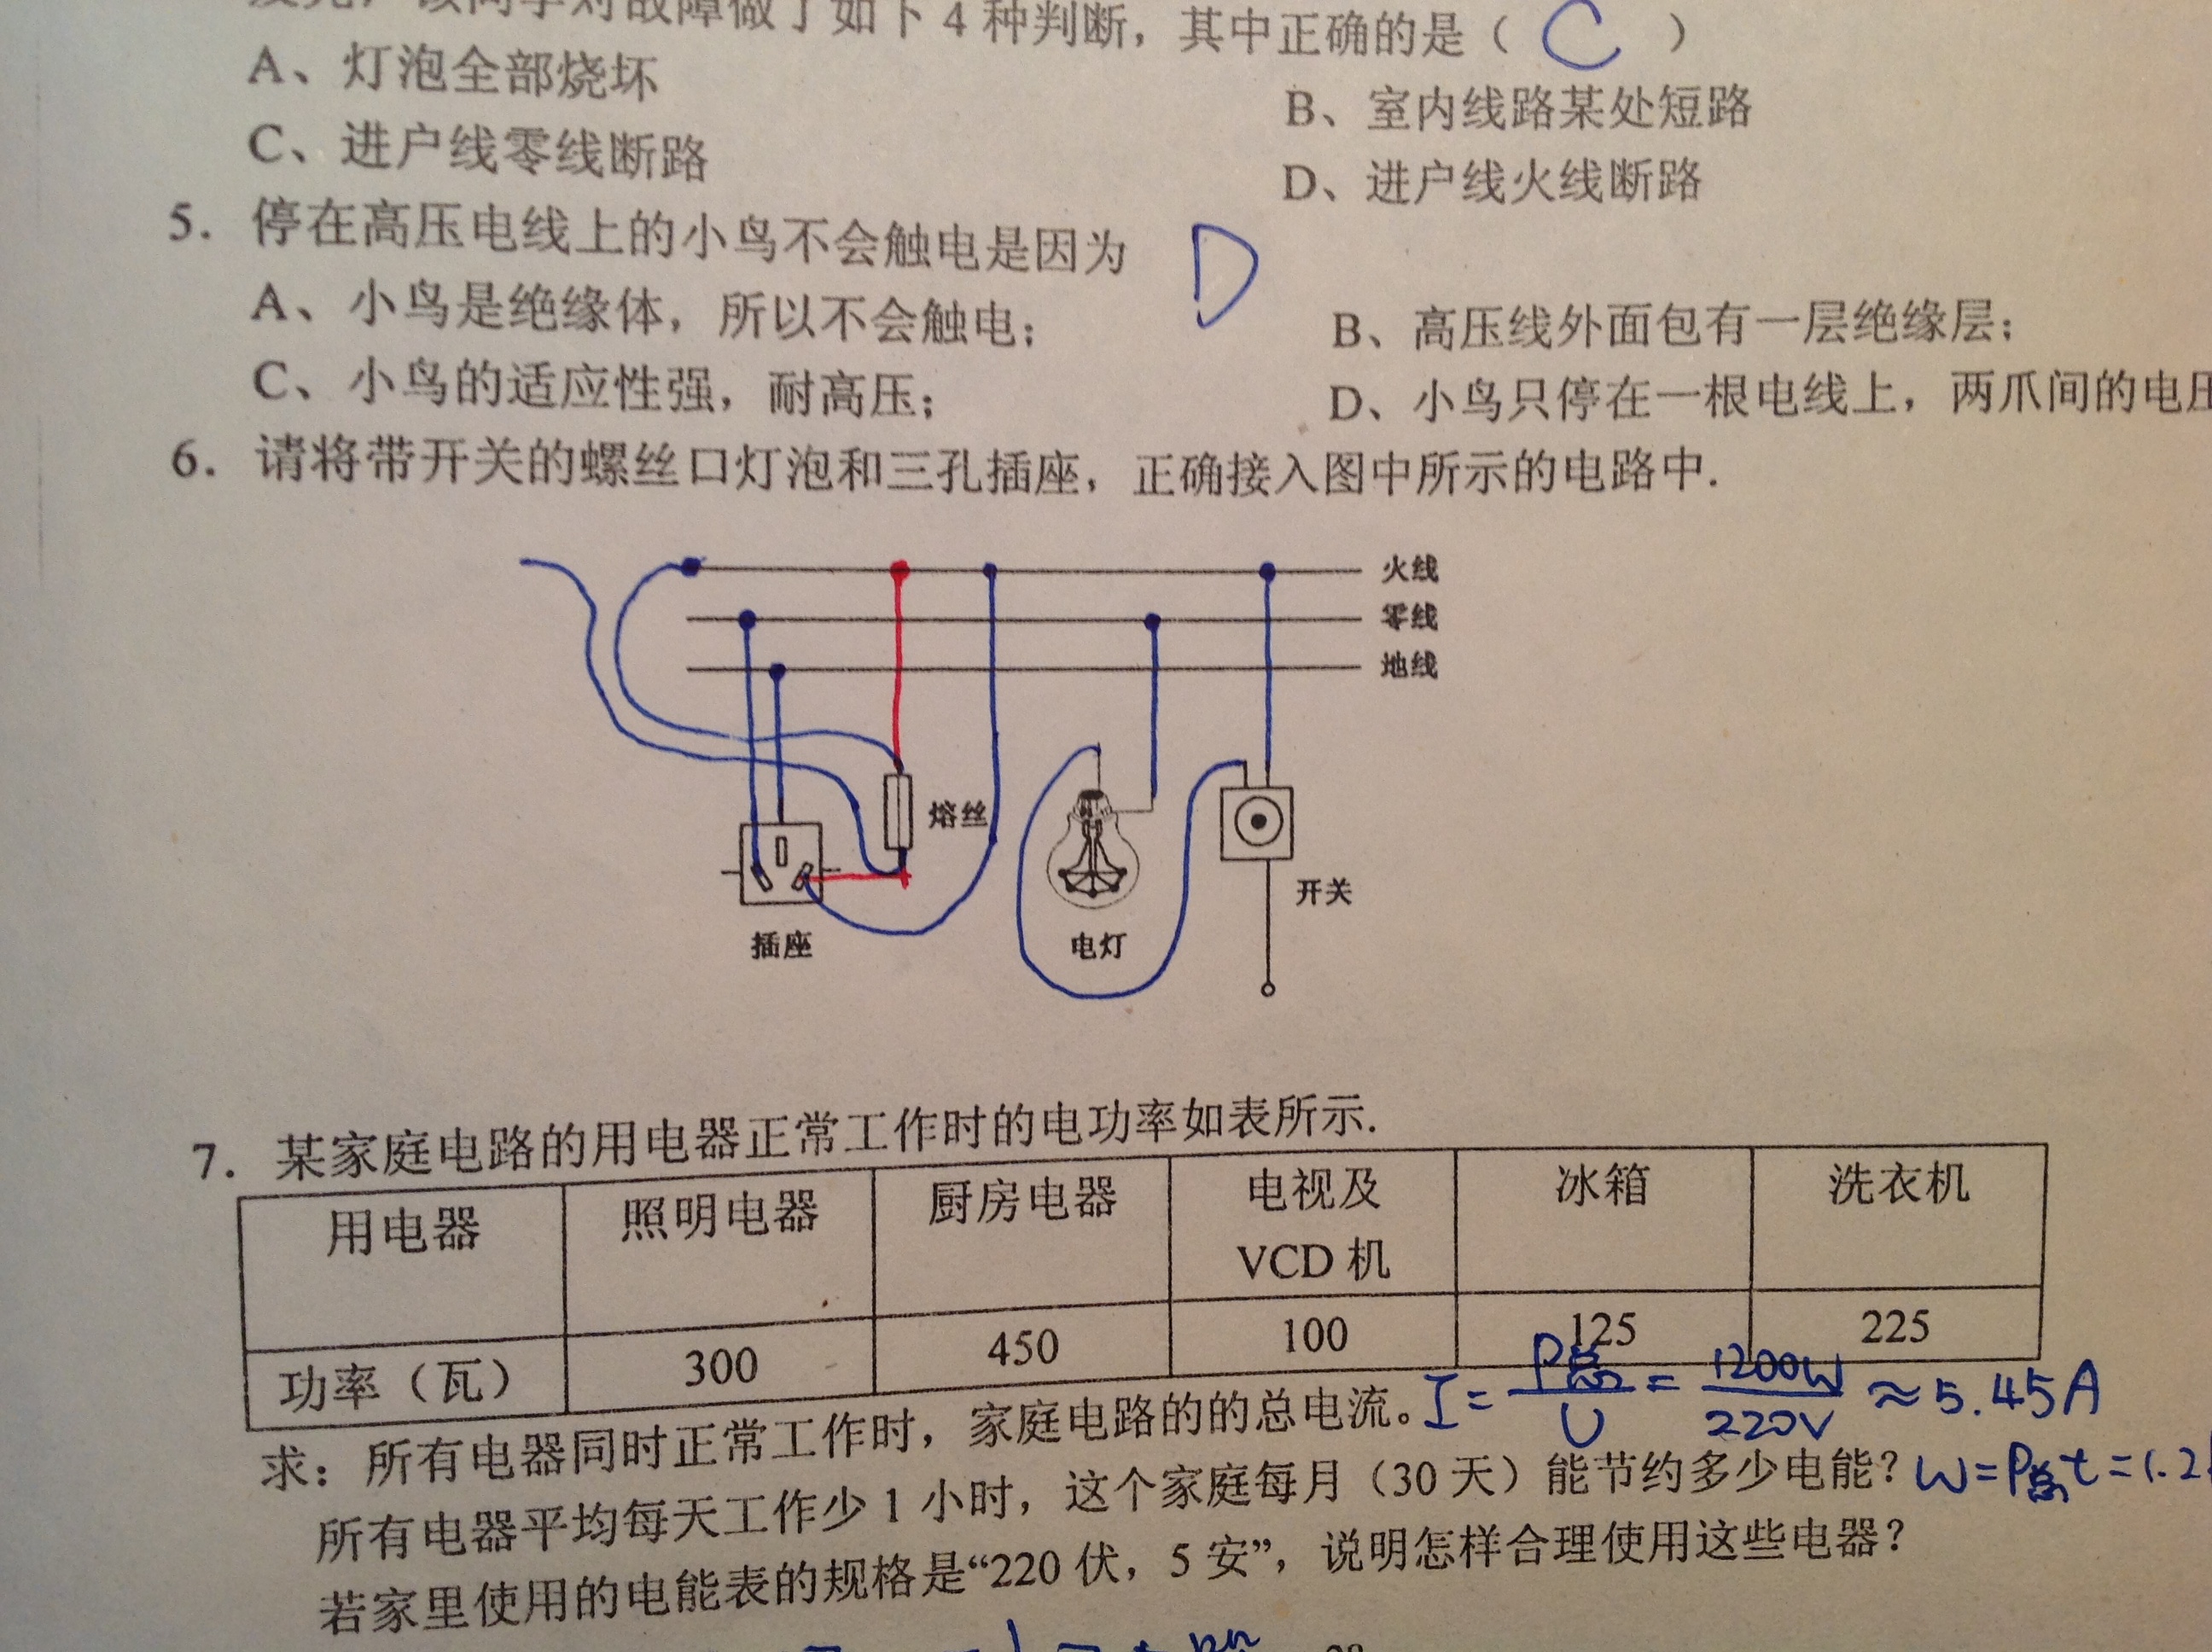 做了如下 4 种判断，其中正确的是（ C ）
A、灯泡全部烧坏
B、室内线路某处短路
C、进户线零线断路
D、进户线火线断路
5. 停在高压电线上的小鸟不会触电是因为 D
A、小鸟是绝缘体，所以不会触电；
B、高压线外面包有一层绝缘层；
C、小鸟的适应性强，耐高压；
D、小鸟只停在一根电线上，两爪间的电压
6. 请将带开关的螺丝口灯泡和三孔插座，正确接入图中所示的电路中.
火线
零线
地线
熔丝
开关
插座
电灯
7. 某家庭电路的用电器正常工作时的电功率如表所示.
用电器 照明电器 厨房电器 电视及 VCD 机 冰箱 洗衣机
功率（瓦） 300 450 100 125 225
求：所有电器同时正常工作时，家庭电路的的总电流。 I = P总/U = 1200W/220V ≈ 5.45A
所有电器平均每天工作少 1 小时，这个家庭每月（30 天）能节约多少电能？ W=P总t=1.2
若家里使用的电能表的规格是“220 伏，5 安”，说明怎样合理使用这些电器？